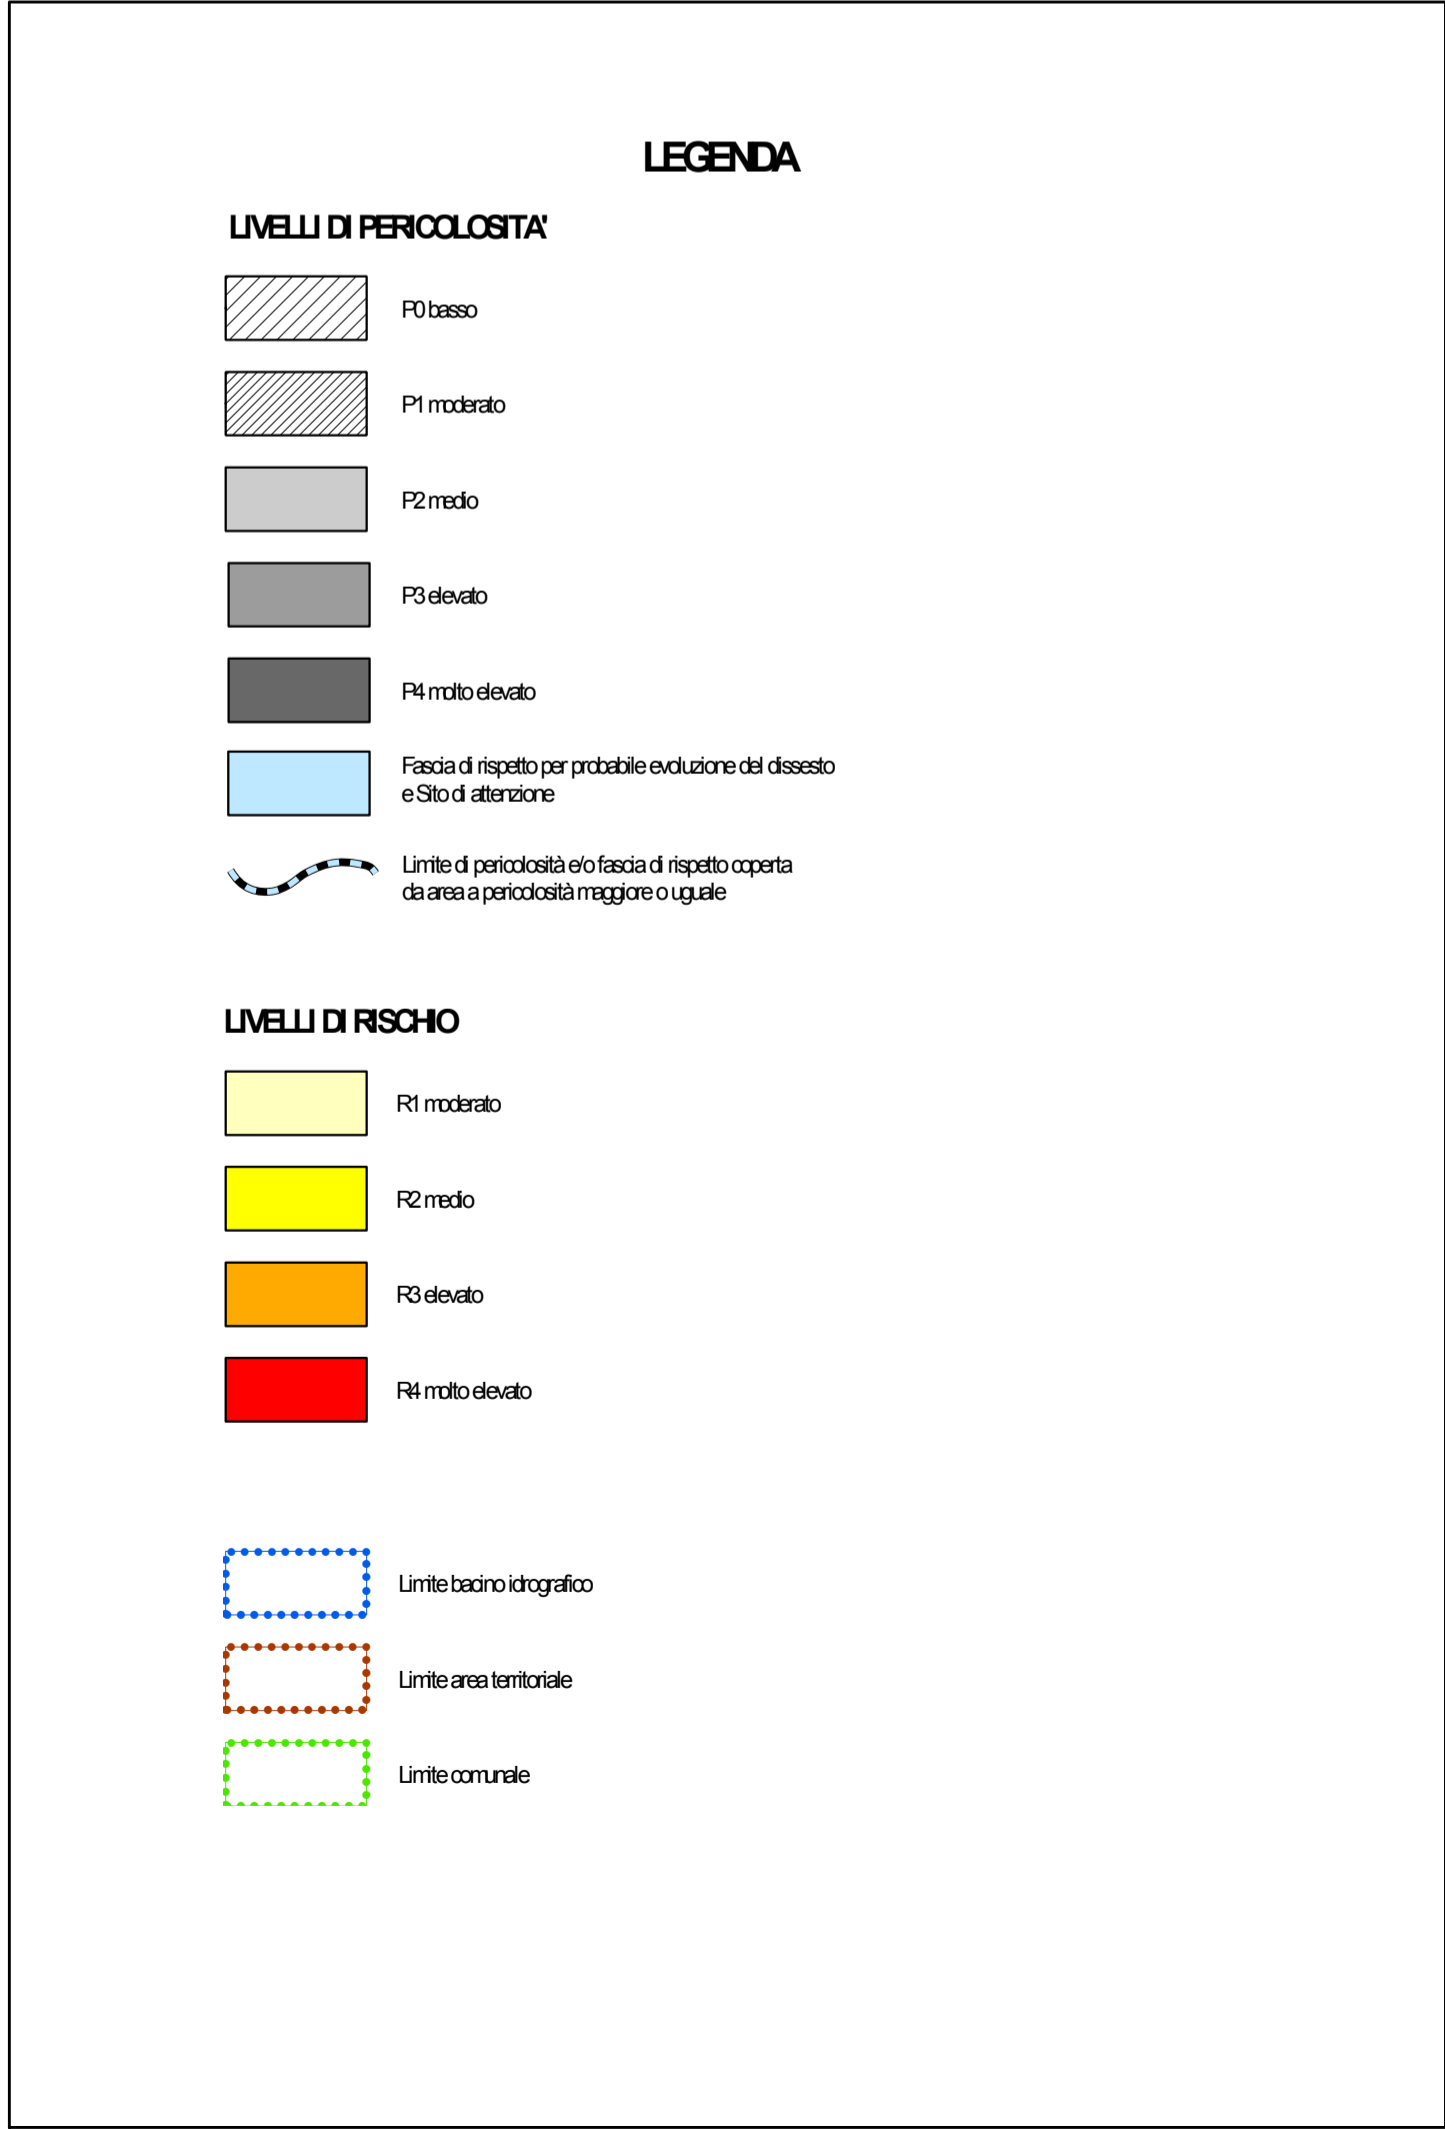 LEGENDA
LIVELLI DI PERICOLOSITA'
P0 basso
P1 moderato
P2 medio
P3 elevato
P4 molto elevato
Fascia di rispetto per probabile evoluzione del dissesto
e Sito di attenzione
Limite di pericolosità e/o fascia di rispetto coperta
da area a pericolosità maggiore o uguale
LIVELLI DI RISCHIO
R1 moderato
R2 medio
R3 elevato
R4 molto elevato
Limite bacino idrografico
Limite area territoriale
Limite comunale